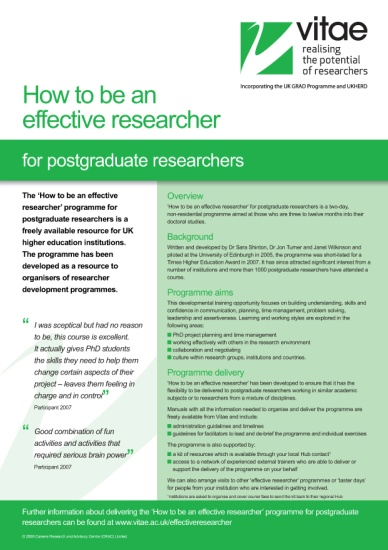 vitae
realising
the potential
of researchers
Incorporating the UK GRAD Programme and UKHERD
How to be an
effective researcher
for postgraduate researchers
The 'How to be an effective
researcher' programme for
postgraduate researchers is a
freely available resource for UK
higher education institutions.
The programme has been
developed as a resource to
organisers of researcher
development programmes.
“ I was sceptical but had no reason
to be, this course is excellent.
It actually gives PhD students
the skills they need to help them
change certain aspects of their
project – leaves them feeling in
charge and in control”
Participant 2007
“ Good combination of fun
activities and activities that
required serious brain power”
Participant 2007
Overview
'How to be an effective researcher' for postgraduate researchers is a two-day,
non-residential programme aimed at those who are three to twelve months into their
doctoral studies.
Background
Written and developed by Dr Sara Shinton, Dr Jon Turner and Janet Wilkinson and
piloted at the University of Edinburgh in 2005, the programme was short-listed for a
Times Higher Education Award in 2007. It has since attracted significant interest from a
number of institutions and more than 1000 postgraduate researchers have attended a
course.
Programme aims
This developmental training opportunity focuses on building understanding, skills and
confidence in communication, planning, time management, problem solving,
leadership and assertiveness. Learning and working styles are explored in the
following areas:
PhD project planning and time management
working effectively with others in the research environment
collaboration and negotiating
culture within research groups, institutions and countries.
Programme delivery
'How to be an effective researcher' has been developed to ensure that it has the
flexibility to be delivered to postgraduate researchers working in similar academic
subjects or to researchers from a mixture of disciplines.
Manuals with all the information needed to organise and deliver the programme are
freely available from Vitae and include:
administration guidelines and timelines
guidelines for facilitators to lead and de-brief the programme and individual exercises
The programme is also supported by:
a kit of resources which is available through your local Hub contact*
access to a network of experienced external trainers who are able to deliver or
support the delivery of the programme on your behalf
We can also arrange visits to other 'effective researcher' programmes or 'taster days'
for people from your institution who are interested in getting involved.
*Institutions are asked to organise and cover courier fees to send the kit back to their regional Hub
Further information about delivering the 'How to be an effective researcher' programme for postgraduate
researchers can be found at www.vitae.ac.uk/effectiveresearcher
© 2009 Careers Research and Advisory Centre (CRAC) Limited